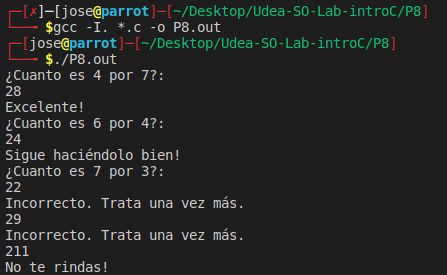 ┌─[✗]─[jose@parrot]─[~/Desktop/Udea-SO-Lab-introC/P8]
└──╼ $gcc -I. *.c -o P8.out
┌─[jose@parrot]─[~/Desktop/Udea-SO-Lab-introC/P8]
└──╼ $./P8.out
¿Cuanto es 4 por 7?:
28
Excelente!
¿Cuanto es 6 por 4?:
24
Sigue haciéndolo bien!
¿Cuanto es 7 por 3?:
22
Incorrecto. Trata una vez más.
29
Incorrecto. Trata una vez más.
211
No te rindas!